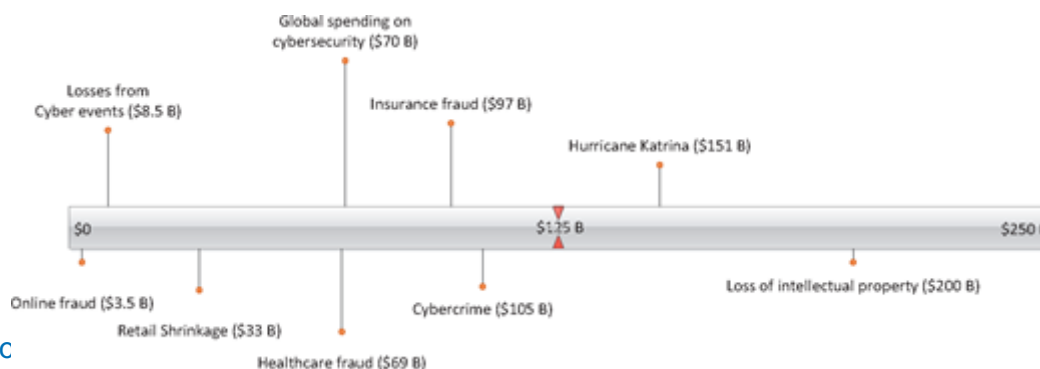 Global spending on
cybersecurity ($70 B)
Losses from
Cyber events ($8.5 B)
Insurance fraud ($97 B)
Hurricane Katrina ($151 B)
$0
$125 B
$250
Online fraud ($3.5 B)
Retail Shrinkage ($33 B)
Healthcare fraud ($69 B)
Cybercrime ($105 B)
Loss of intellectual property ($200 B)